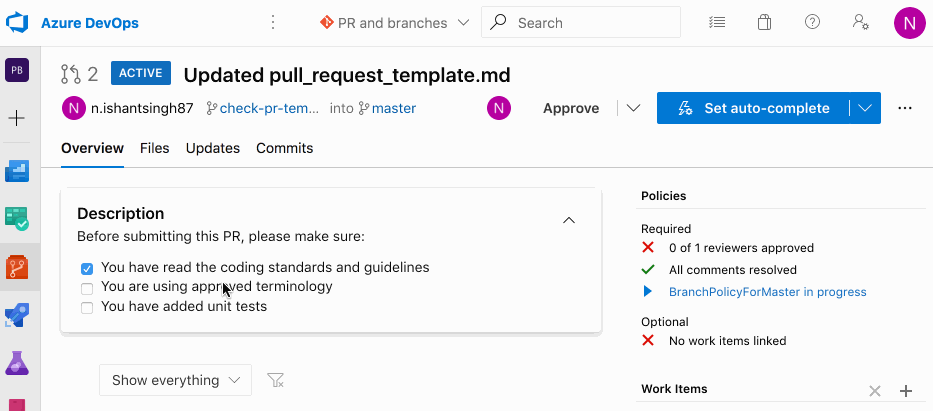 Azure DevOps
PR and branches
Search
N
PB
2
ACTIVE
Updated pull_request_template.md
N
n.ishantsingh87
check-pr-tem...
into
master
N
Approve
Set auto-complete
Overview
Files
Updates
Commits
Description
Before submitting this PR, please make sure:
You have read the coding standards and guidelines
You are using approved terminology
You have added unit tests
Show everything
Policies
Required
0 of 1 reviewers approved
All comments resolved
BranchPolicyForMaster in progress
Optional
No work items linked
Work Items